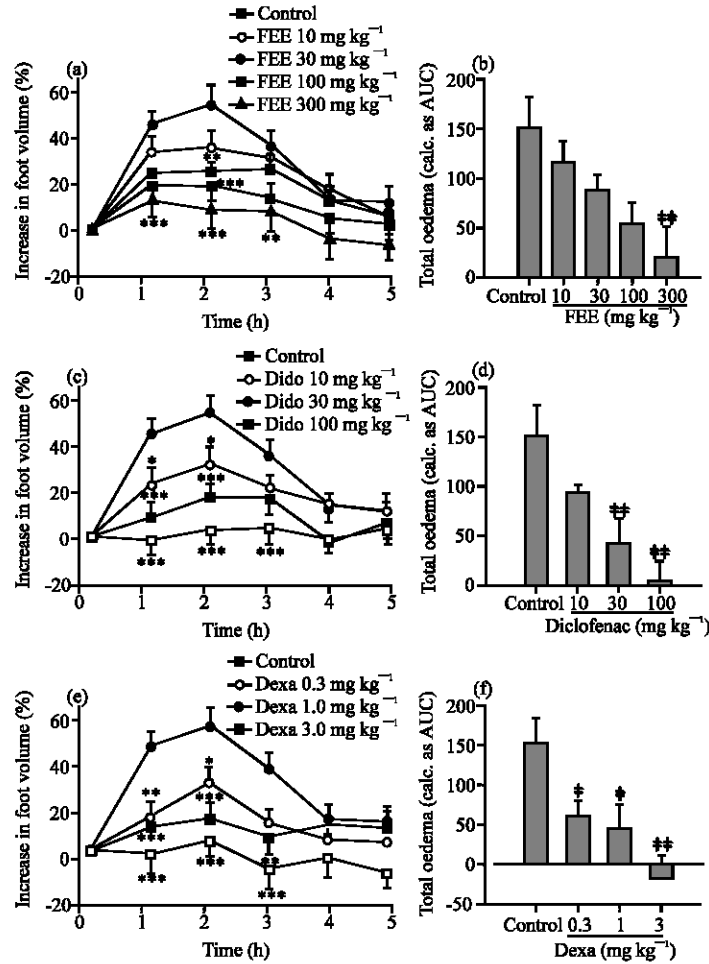 Control
FEE 10 mg kg⁻¹
FEE 30 mg kg⁻¹
FEE 100 mg kg⁻¹
FEE 300 mg kg⁻¹
(a)
Increase in foot volume (%)
60
40
20
0
-20
0 1 2 3 4 5
Time (h)
** *** *** *** **
(b)
Total oedema (calc. as AUC)
200
150
100
50
0
Control 10 30 100 300
FEE (mg kg⁻¹)
Control
Dido 10 mg kg⁻¹
Dido 30 mg kg⁻¹
Dido 100 mg kg⁻¹
(c)
Increase in foot volume (%)
60
40
20
0
-20
0 1 2 3 4 5
Time (h)
* * *** *** *** *** ***
(d)
Total oedema (calc. as AUC)
200
150
100
50
0
Control 10 30 100
Diclofenac (mg kg⁻¹)
Control
Dexa 0.3 mg kg⁻¹
Dexa 1.0 mg kg⁻¹
Dexa 3.0 mg kg⁻¹
(e)
Increase in foot volume (%)
60
40
20
0
-20
0 1 2 3 4 5
Time (h)
** * *** *** ** *** *** ***
(f)
Total oedema (calc. as AUC)
200
150
100
50
0
-50
Control 0.3 1 3
Dexa (mg kg⁻¹)